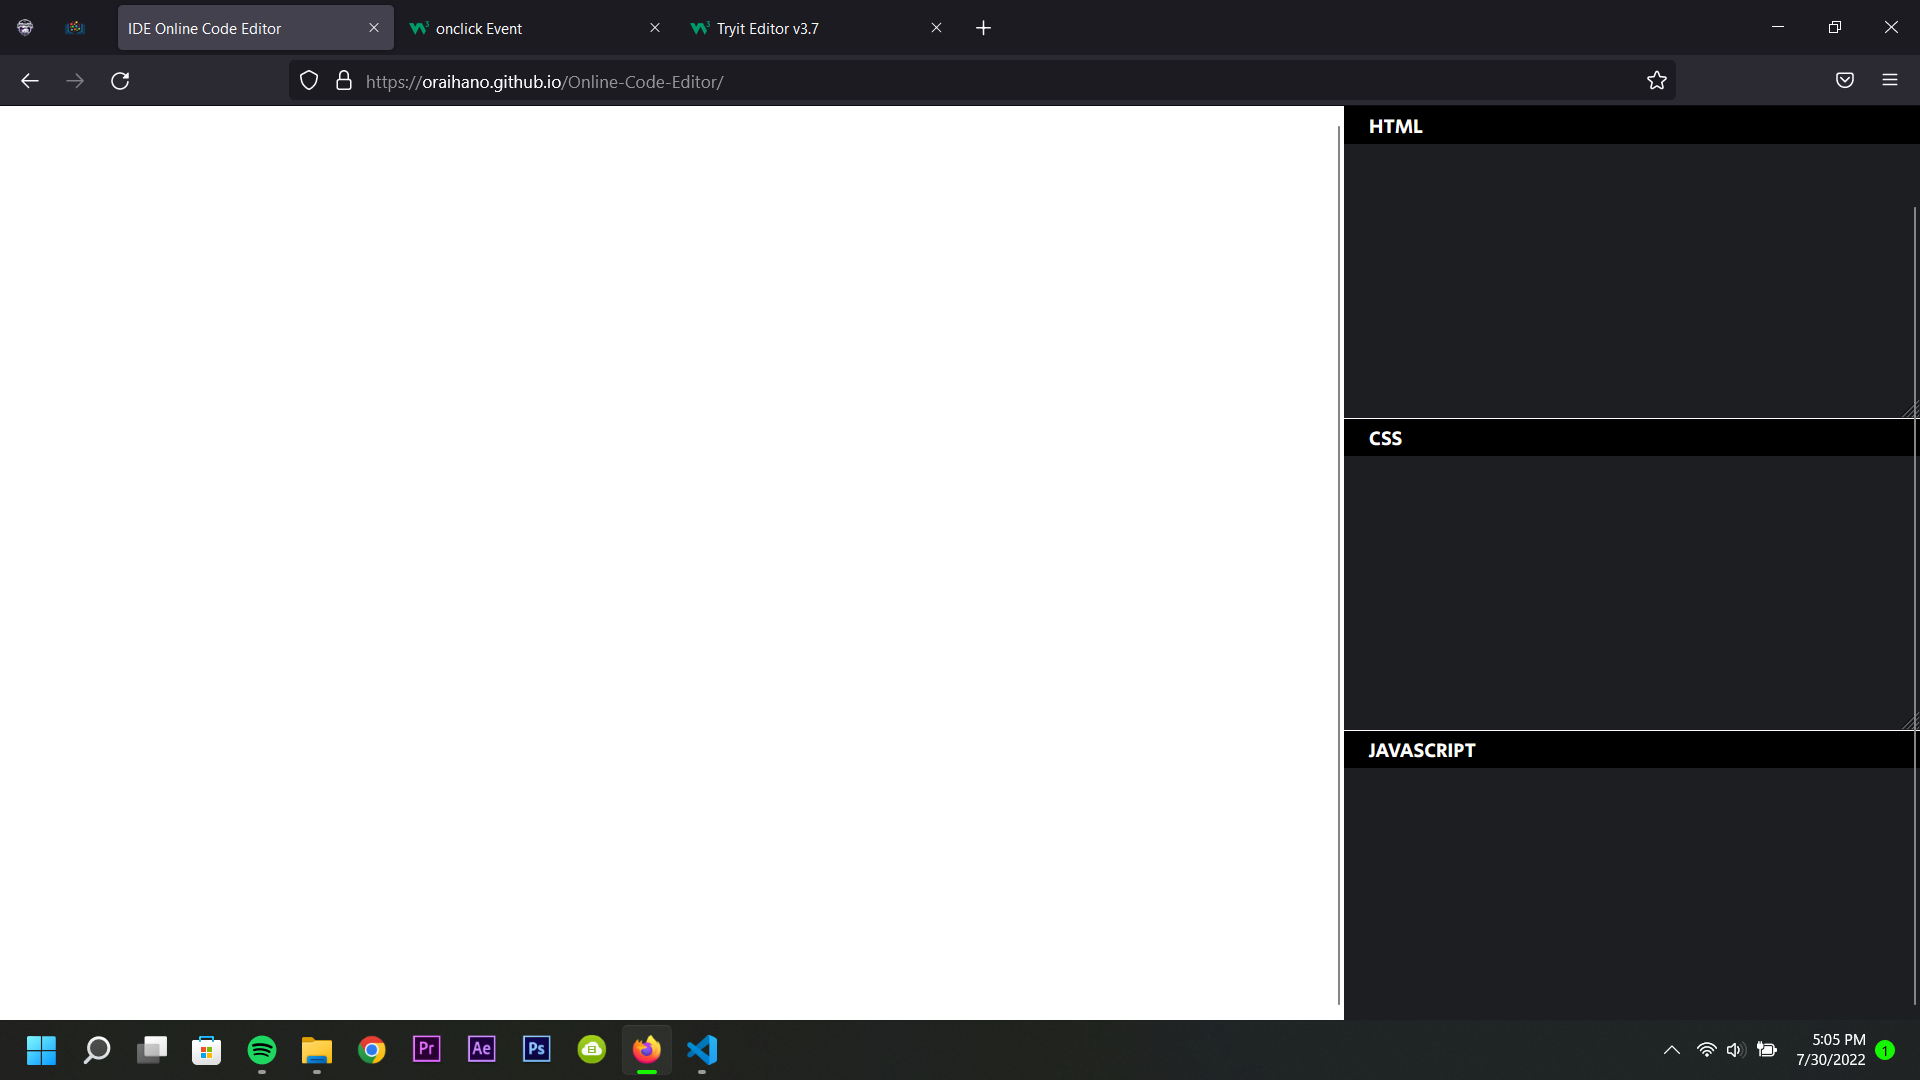 IDE Online Code Editor
onclick Event
Tryit Editor v3.7
https://oraihano.github.io/Online-Code-Editor/
HTML
CSS
JAVASCRIPT
Pr
Ae
Ps
5:05 PM
7/30/2022
1